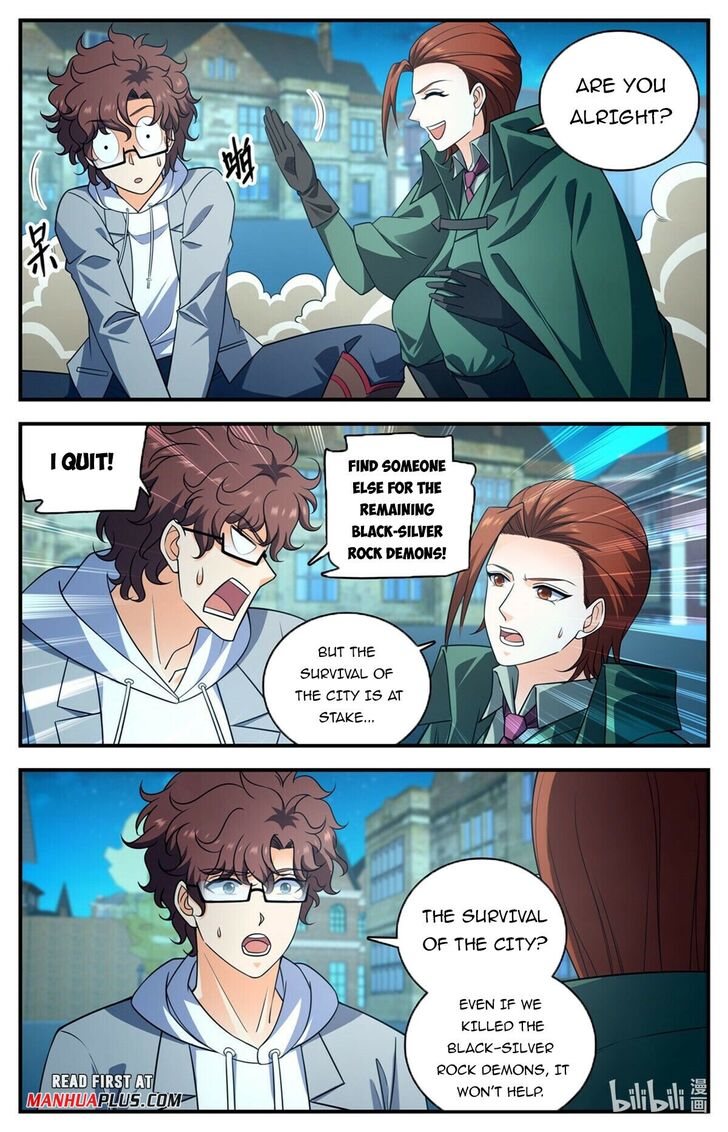 ARE YOU
ALRIGHT?
啪
呆
I QUIT!
FIND SOMEONE
ELSE FOR THE
REMAINING
BLACK-SILVER
ROCK DEMONS!
BUT THE
SURVIVAL OF
THE CITY IS AT
STAKE...
THE SURVIVAL
OF THE CITY?
EVEN IF WE
KILLED THE
BLACK-SILVER
ROCK DEMONS, IT
WON'T HELP.
READ FIRST AT
MANHUAPLUS.COM
bilibili 漫画